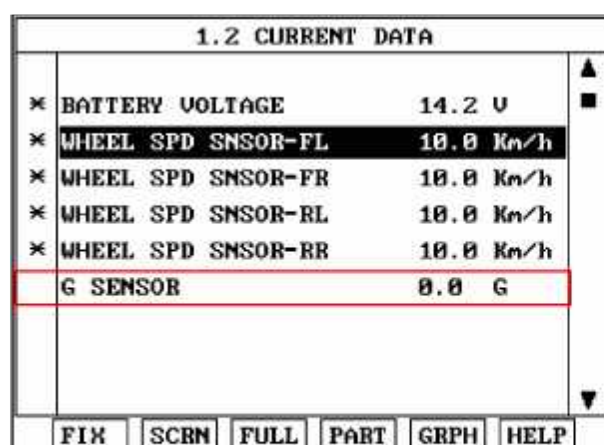 1.2 CURRENT DATA
* BATTERY VOLTAGE 14.2 V
* WHEEL SPD SNSOR-FL 10.0 Km/h
* WHEEL SPD SNSOR-FR 10.0 Km/h
* WHEEL SPD SNSOR-RL 10.0 Km/h
* WHEEL SPD SNSOR-RR 10.0 Km/h
G SENSOR 0.0 G
FIX SCRN FULL PART GRPH HELP